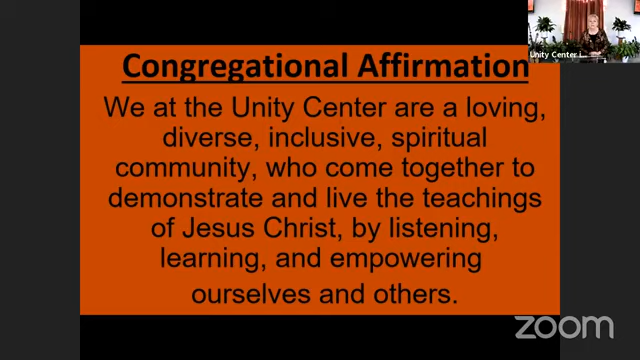 Congregational Affirmation
We at the Unity Center are a loving,
diverse, inclusive, spiritual
community, who come together to
demonstrate and live the teachings
of Jesus Christ, by listening,
learning, and empowering
ourselves and others.
Unity Center i...
zoom